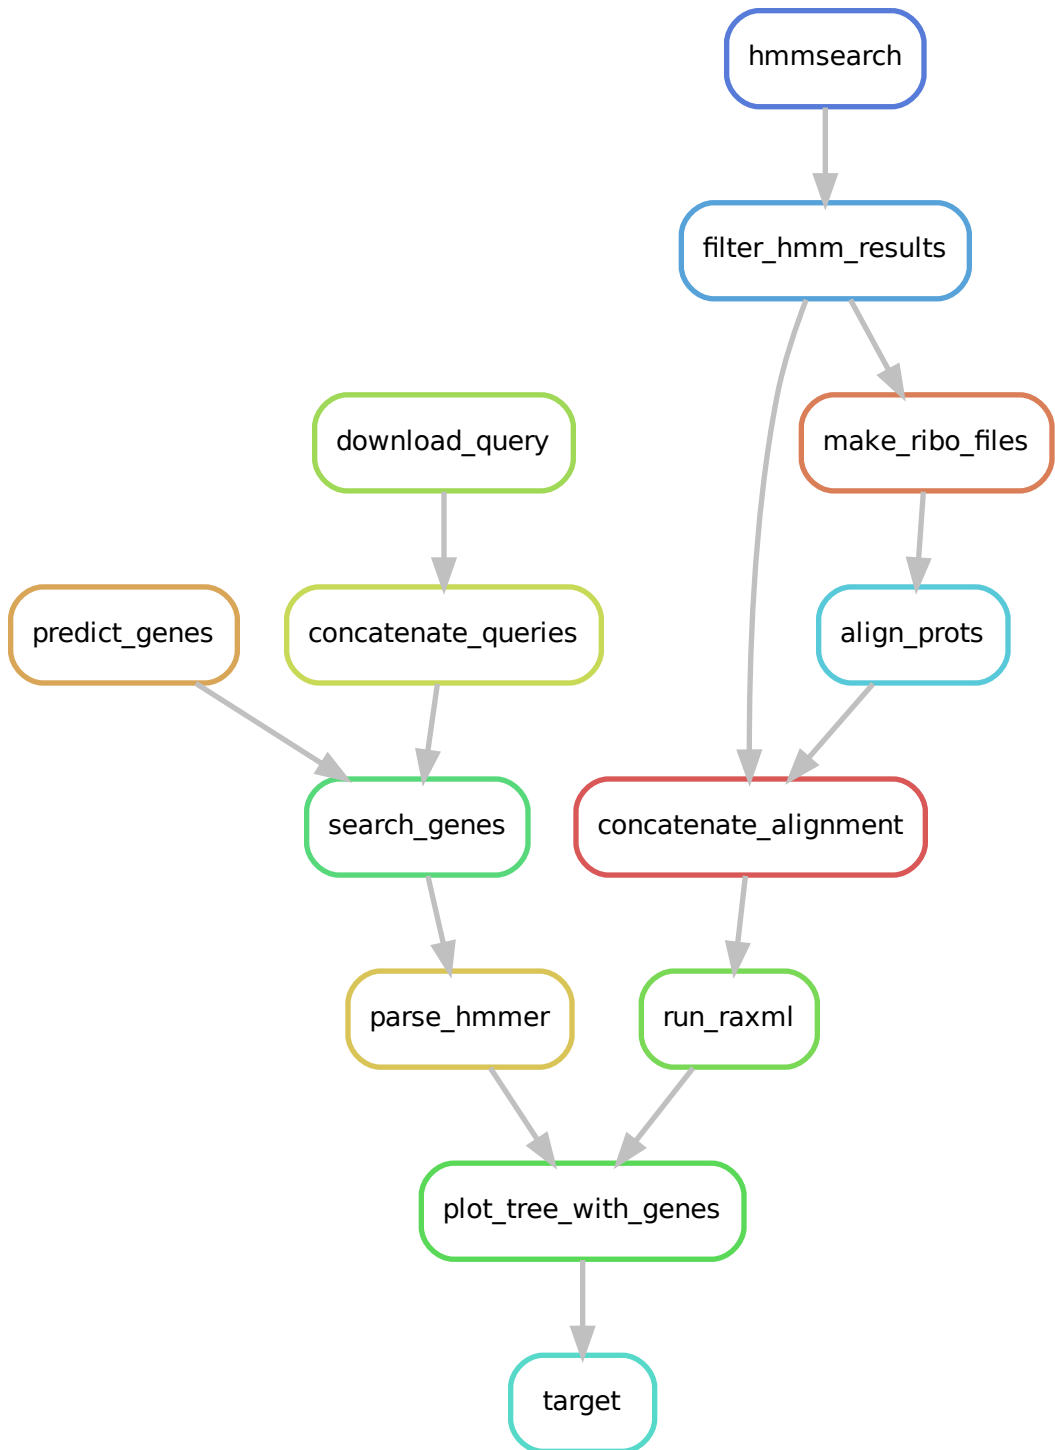 hmmsearch
filter_hmm_results
download_query
make_ribo_files
predict_genes
concatenate_queries
align_prots
search_genes
concatenate_alignment
parse_hmmer
run_raxml
plot_tree_with_genes
target